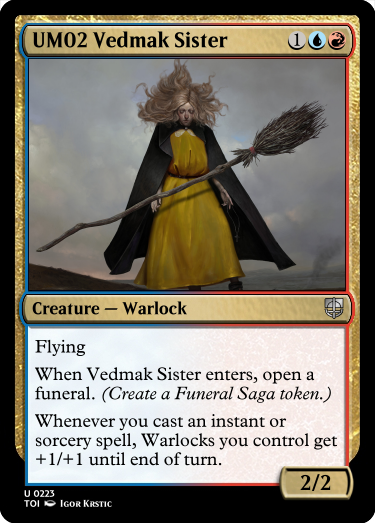 UM02 Vedmak Sister 1
Creature — Warlock
Flying
When Vedmak Sister enters, open a
funeral. (Create a Funeral Saga token.)
Whenever you cast an instant or
sorcery spell, Warlocks you control get
+1/+1 until end of turn.
2/2
U 0223
TOI Igor Krstic